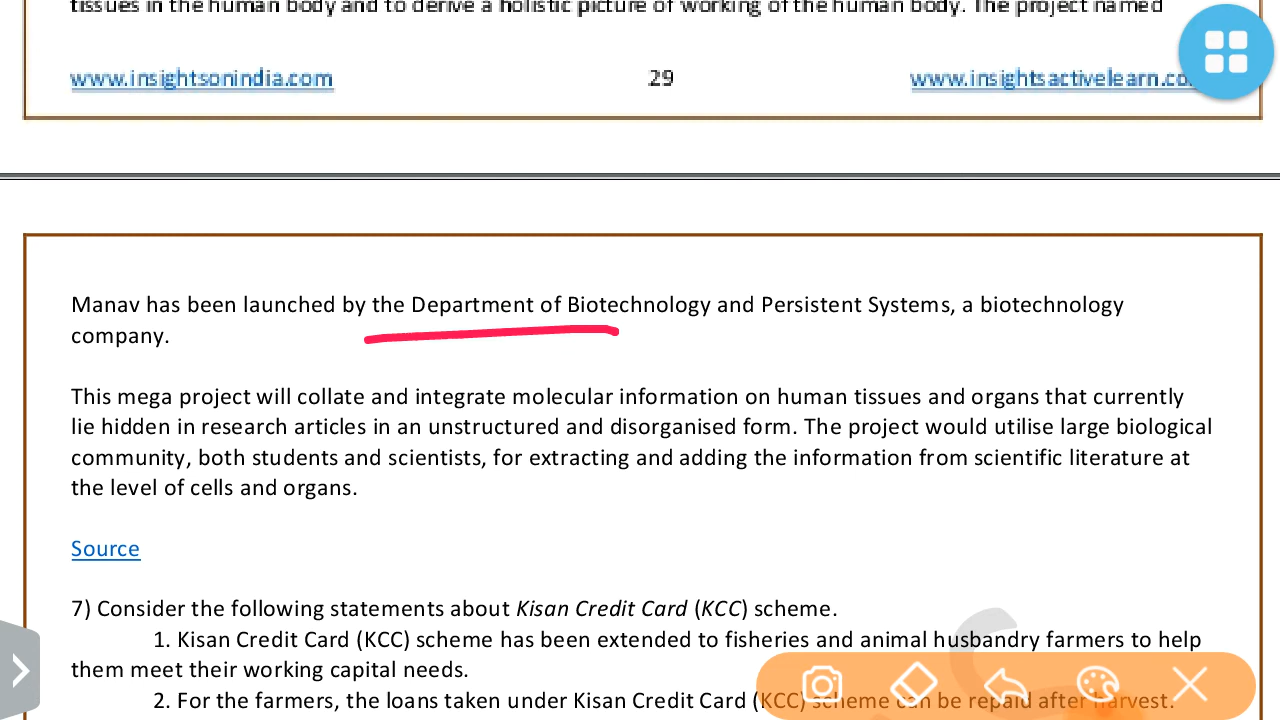 tissues in the human body and to derive a holistic picture of working of the human body. The project named
www.insightsonindia.com 29 www.insightsactivelearn.co
Manav has been launched by the Department of Biotechnology and Persistent Systems, a biotechnology
company.
This mega project will collate and integrate molecular information on human tissues and organs that currently
lie hidden in research articles in an unstructured and disorganised form. The project would utilise large biological
community, both students and scientists, for extracting and adding the information from scientific literature at
the level of cells and organs.
Source
7) Consider the following statements about Kisan Credit Card (KCC) scheme.
1. Kisan Credit Card (KCC) scheme has been extended to fisheries and animal husbandry farmers to help
them meet their working capital needs.
2. For the farmers, the loans taken under Kisan Credit Card (KCC) scheme can be repaid after harvest.